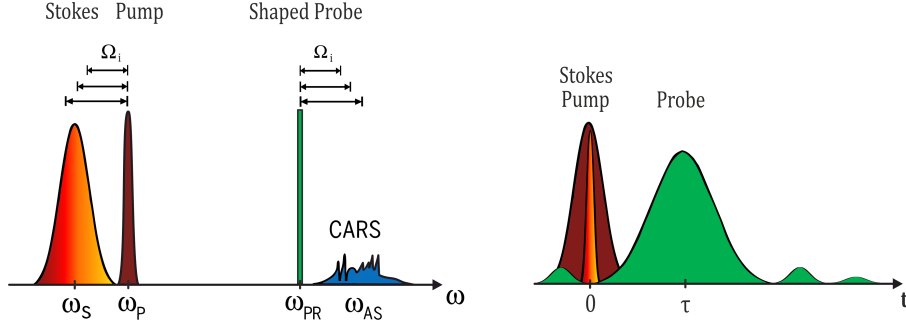 Stokes Pump Shaped Probe
Ωi Ωi
CARS
ωS ωP ωPR ωAS ω
Stokes
Pump Probe
0 τ t